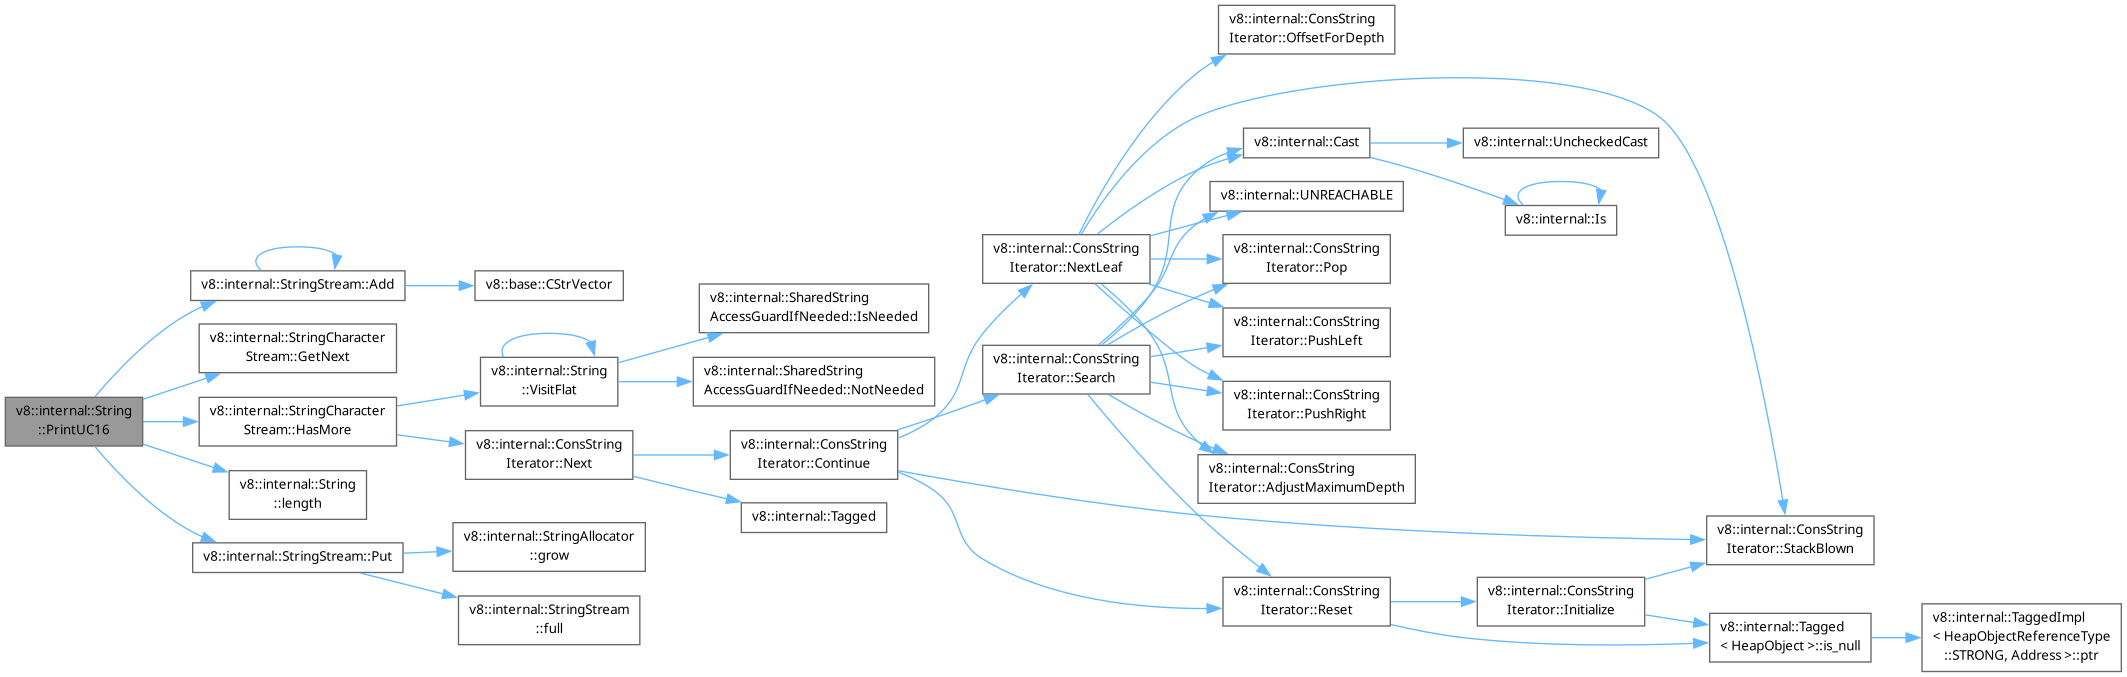 v8::internal::String
::PrintUC16
v8::internal::StringStream::Add
v8::base::CStrVector
v8::internal::StringCharacter
Stream::GetNext
v8::internal::StringCharacter
Stream::HasMore
v8::internal::String
::VisitFlat
v8::internal::SharedString
AccessGuardIfNeeded::IsNeeded
v8::internal::SharedString
AccessGuardIfNeeded::NotNeeded
v8::internal::ConsString
Iterator::Next
v8::internal::ConsString
Iterator::Continue
v8::internal::Tagged
v8::internal::ConsString
Iterator::NextLeaf
v8::internal::ConsString
Iterator::Search
v8::internal::ConsString
Iterator::OffsetForDepth
v8::internal::Cast
v8::internal::UncheckedCast
v8::internal::Is
v8::internal::UNREACHABLE
v8::internal::ConsString
Iterator::Pop
v8::internal::ConsString
Iterator::PushLeft
v8::internal::ConsString
Iterator::PushRight
v8::internal::ConsString
Iterator::AdjustMaximumDepth
v8::internal::ConsString
Iterator::StackBlown
v8::internal::ConsString
Iterator::Reset
v8::internal::ConsString
Iterator::Initialize
v8::internal::Tagged
< HeapObject >::is_null
v8::internal::TaggedImpl
< HeapObjectReferenceType
::STRONG, Address >::ptr
v8::internal::String
::length
v8::internal::StringStream::Put
v8::internal::StringAllocator
::grow
v8::internal::StringStream
::full